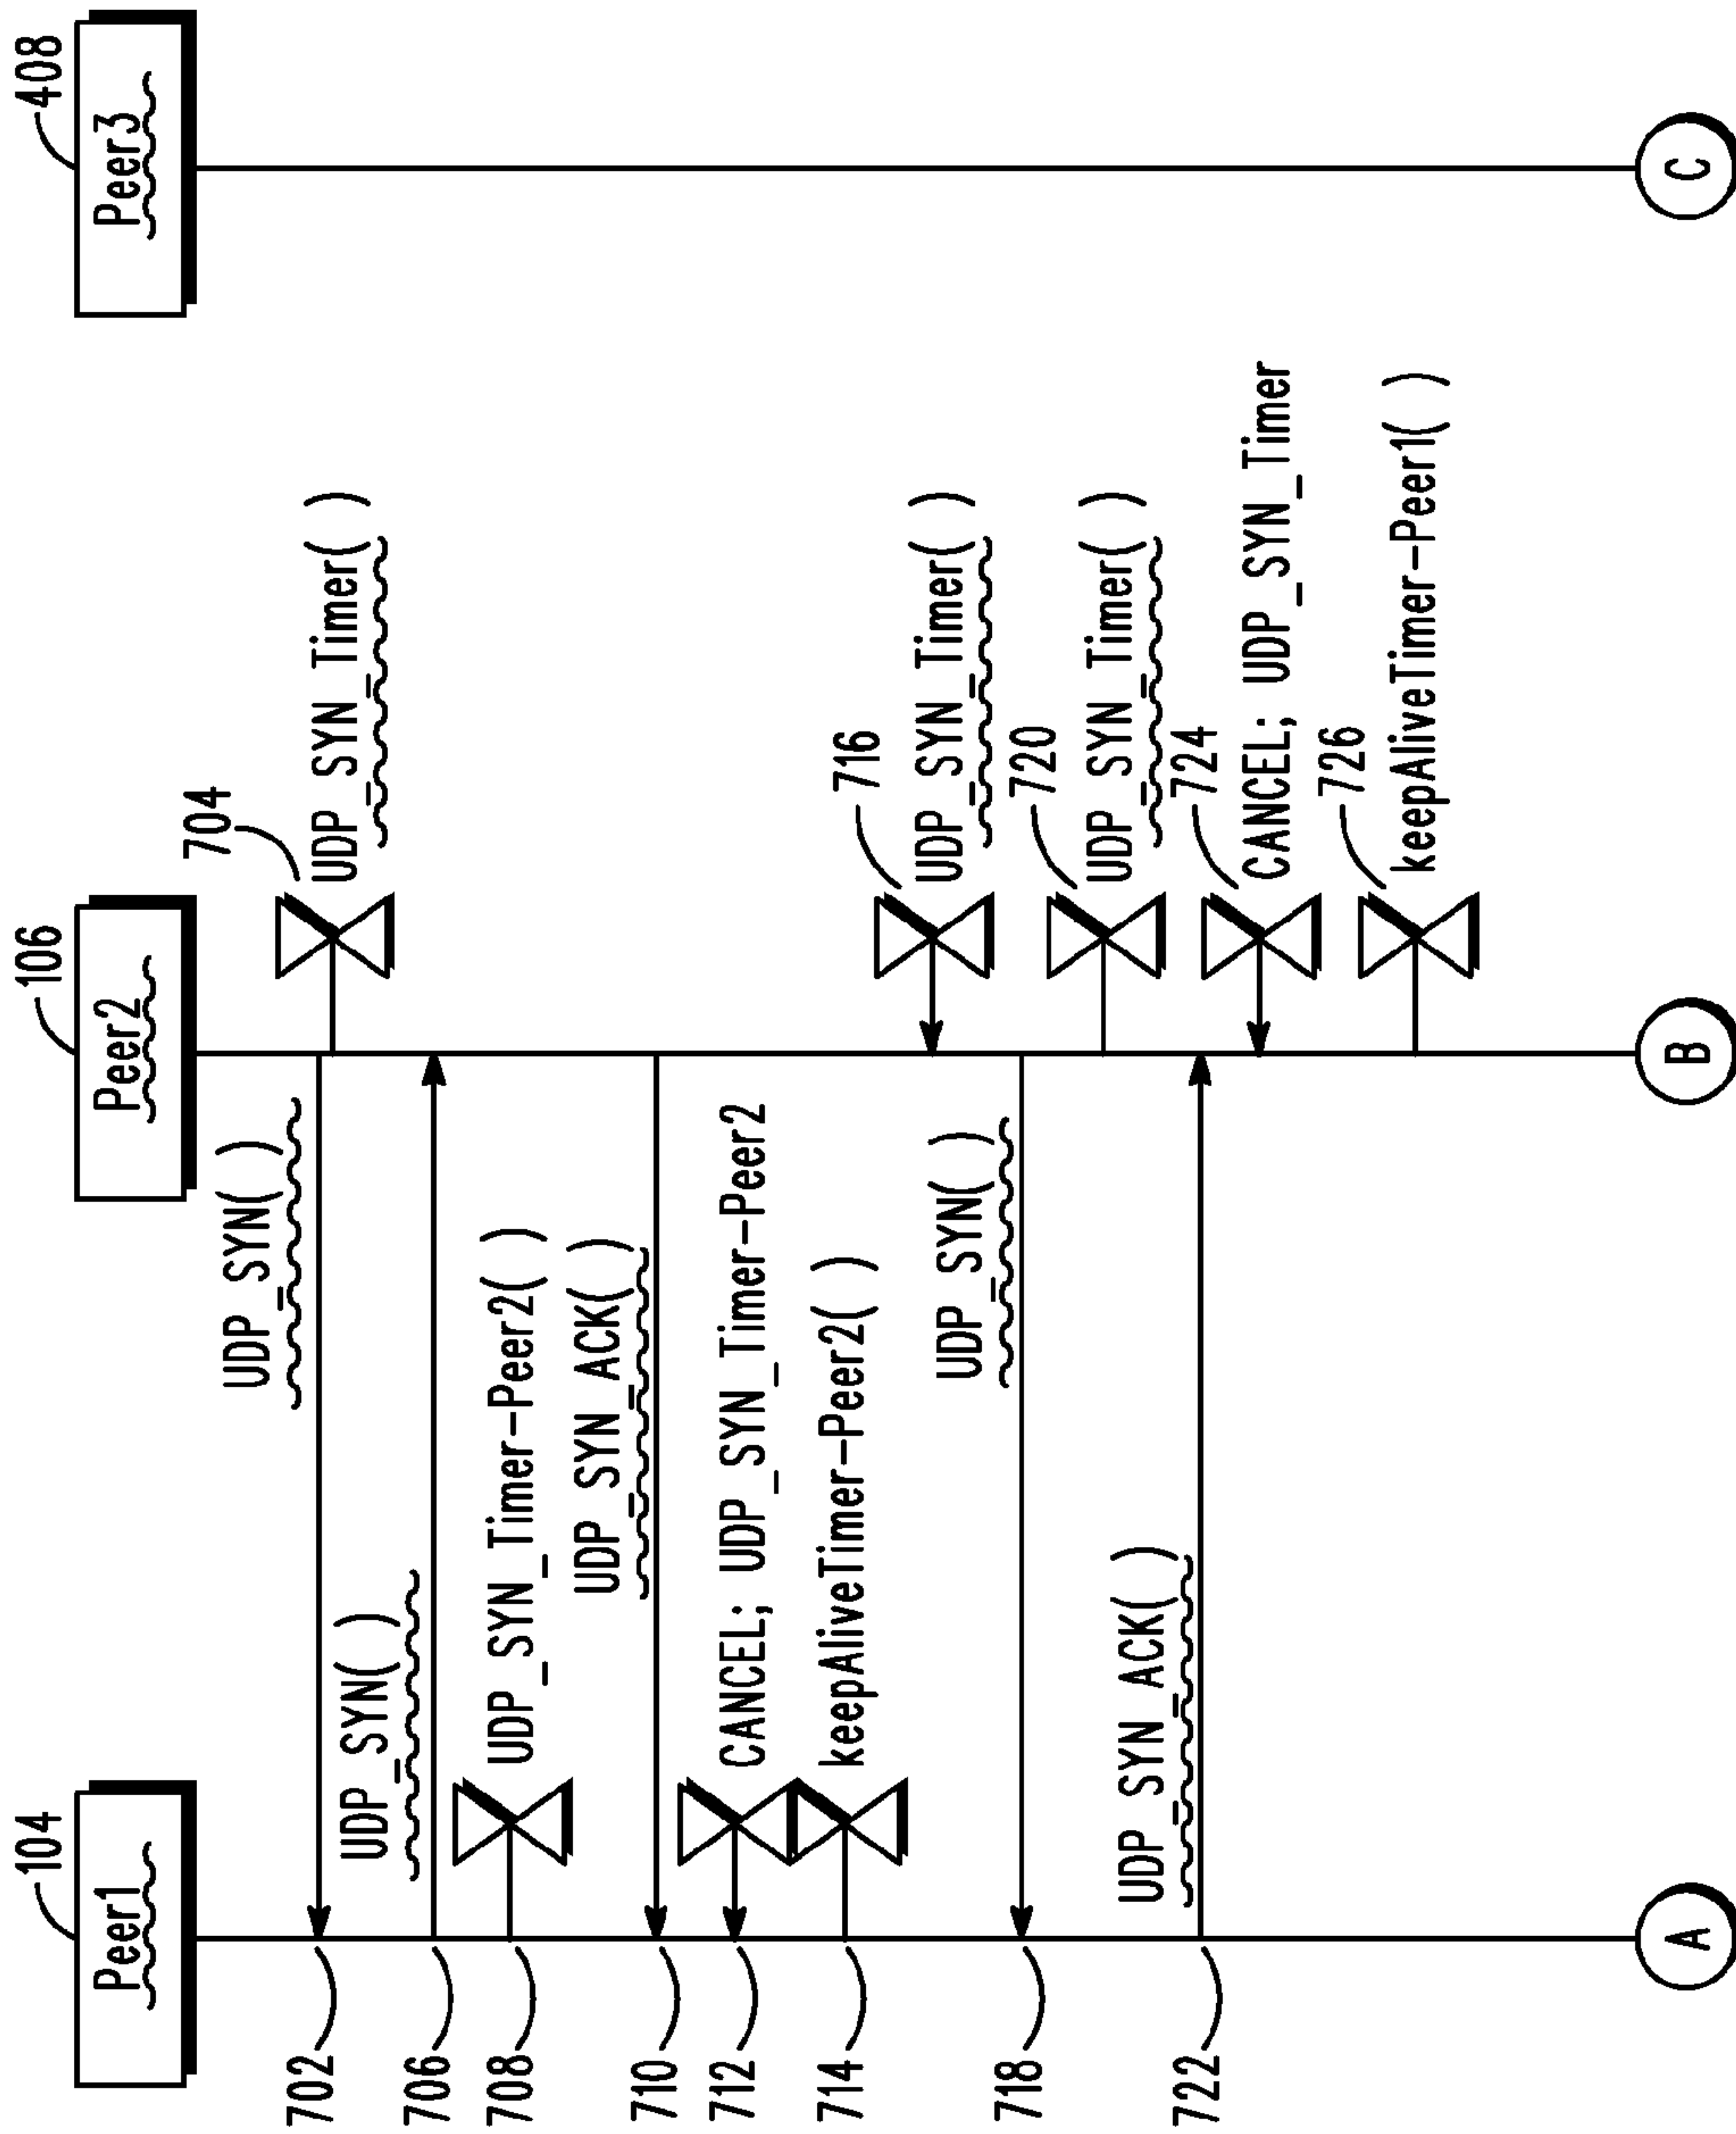 104
Peer1
106
Peer2
408
Peer3
702
UDP_SYN( )
704
UDP_SYN_Timer( )
706
UDP_SYN( )
708
UDP_SYN_Timer-Peer2( )
710
UDP_SYN_ACK( )
712
CANCEL; UDP_SYN_Timer-Peer2
714
keepAliveTimer-Peer2( )
716
UDP_SYN_Timer( )
718
UDP_SYN( )
720
UDP_SYN_Timer( )
722
UDP_SYN_ACK( )
724
CANCEL; UDP_SYN_Timer
726
keepAliveTimer-Peer1( )
A
B
C